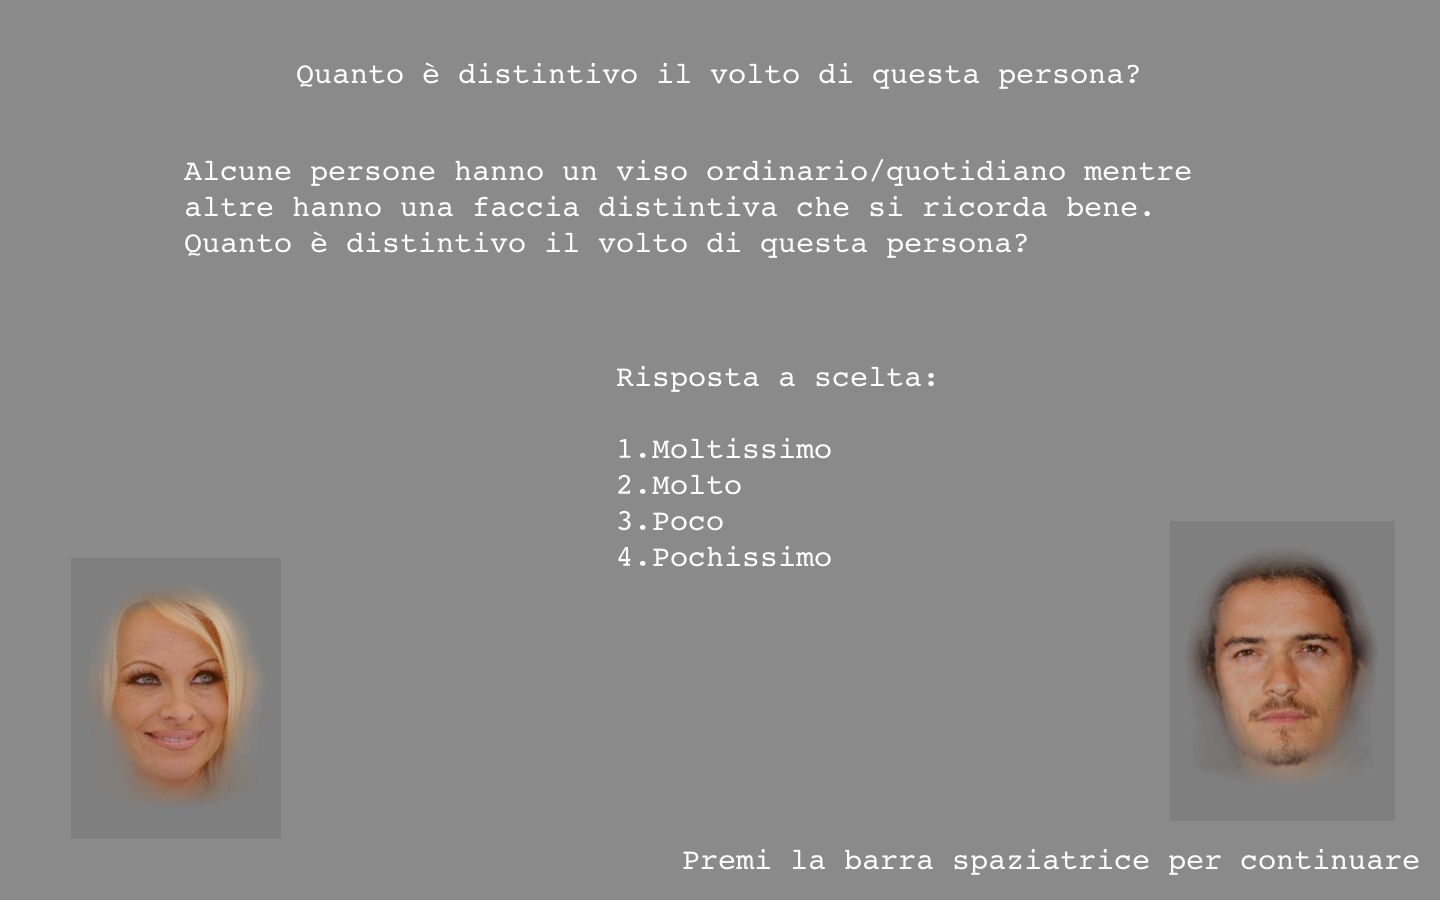 Quanto è distintivo il volto di questa persona?
Alcune persone hanno un viso ordinario/quotidiano mentre
altre hanno una faccia distintiva che si ricorda bene.
Quanto è distintivo il volto di questa persona?
Risposta a scelta:
1.Moltissimo
2.Molto
3.Poco
4.Pochissimo
Premi la barra spaziatrice per continuare